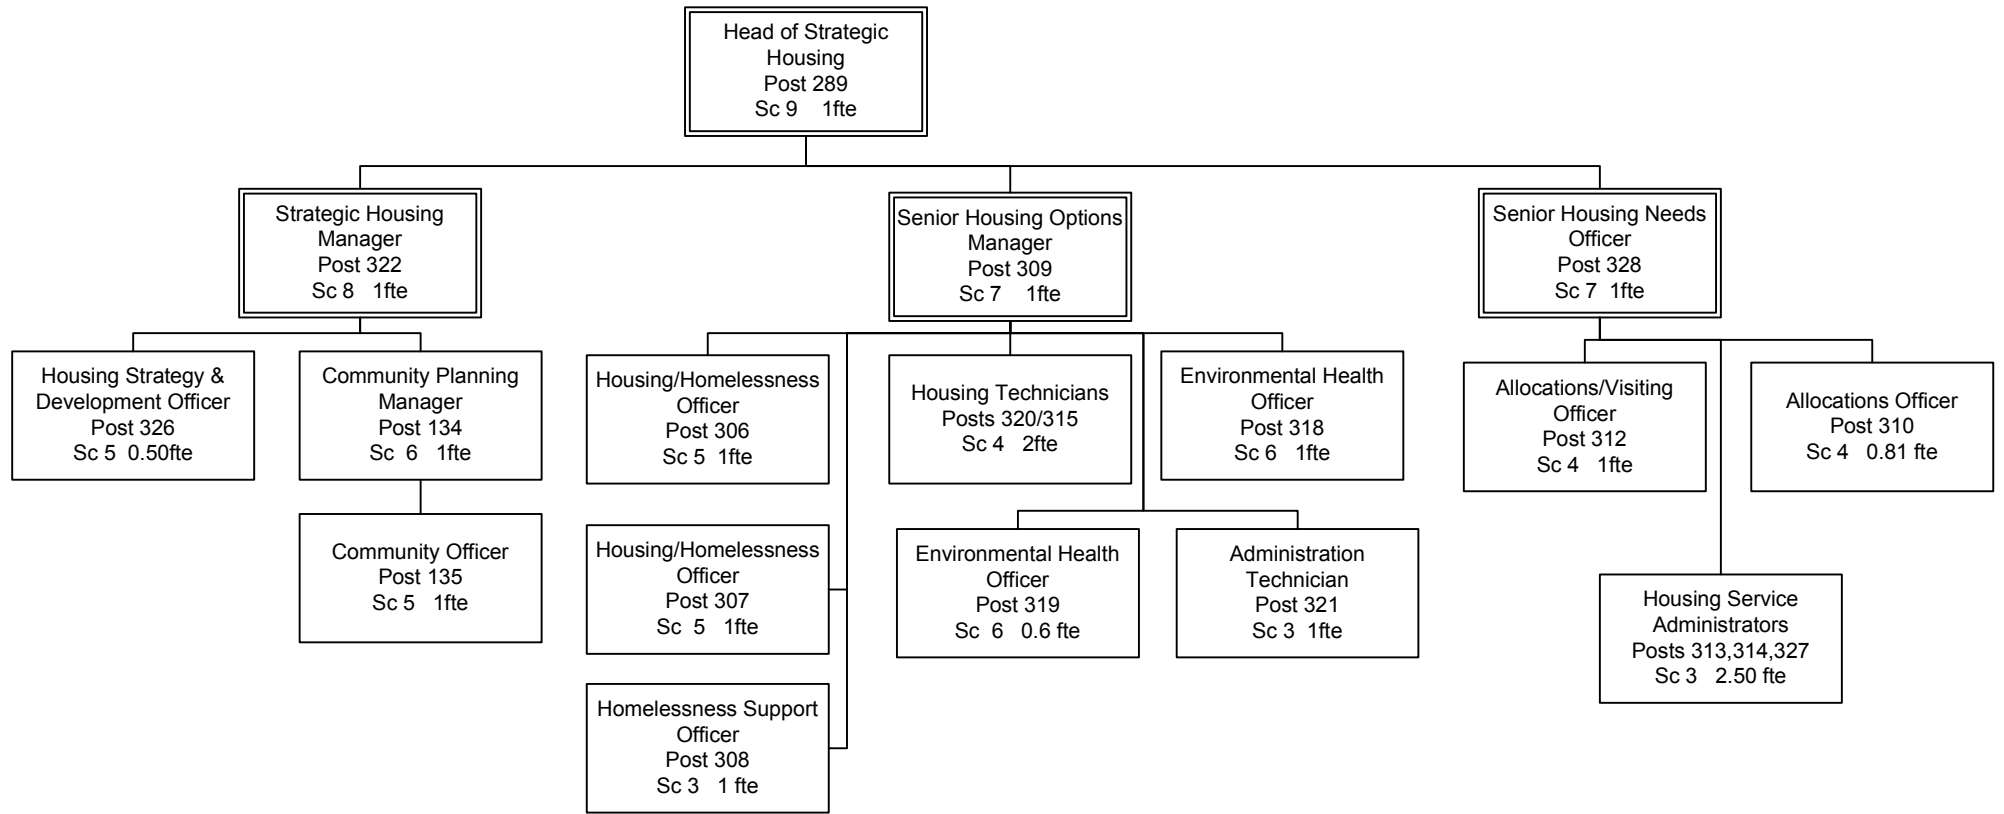 Head of Strategic
Housing
Post 289
Sc 9    1fte
Strategic Housing
Manager
Post 322
Sc 8   1fte
Senior Housing Options
Manager
Post 309
Sc 7    1fte
Senior Housing Needs
Officer
Post 328
Sc 7  1fte
Housing Strategy &
Development Officer
Post 326
Sc 5  0.50fte
Community Planning
Manager
Post 134
Sc  6   1fte
Housing/Homelessness
Officer
Post 306
Sc 5  1fte
Housing Technicians
Posts 320/315
Sc 4   2fte
Environmental Health
Officer
Post 318
Sc 6   1fte
Allocations/Visiting
Officer
Post 312
Sc 4   1fte
Allocations Officer
Post 310
Sc 4   0.81 fte
Community Officer
Post 135
Sc 5   1fte
Housing/Homelessness
Officer
Post 307
Sc  5   1fte
Environmental Health
Officer
Post 319
Sc  6   0.6 fte
Administration
Technician
Post 321
Sc 3  1fte
Housing Service
Administrators
Posts 313,314,327
Sc 3   2.50 fte
Homelessness Support
Officer
Post 308
Sc 3   1 fte